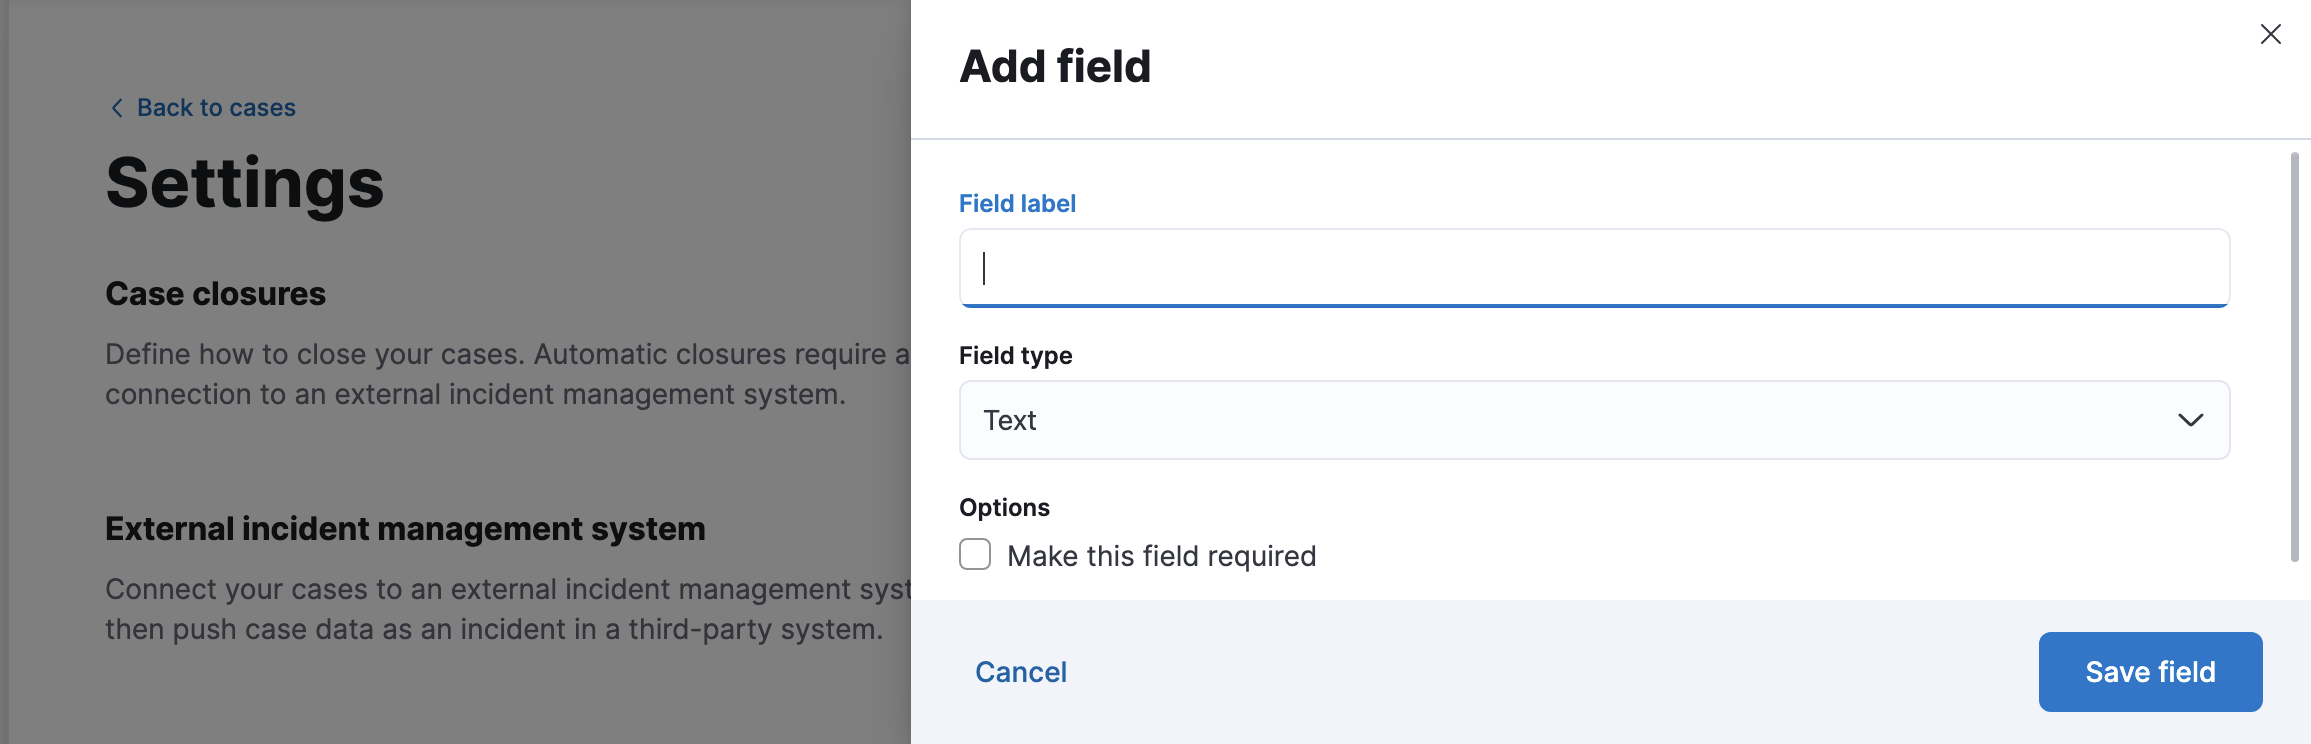 Back to cases
Settings
Case closures
Define how to close your cases. Automatic closures require a
connection to an external incident management system.
External incident management system
Connect your cases to an external incident management syst
then push case data as an incident in a third-party system.
Add field
Field label
Field type
Text
Options
Make this field required
Cancel
Save field